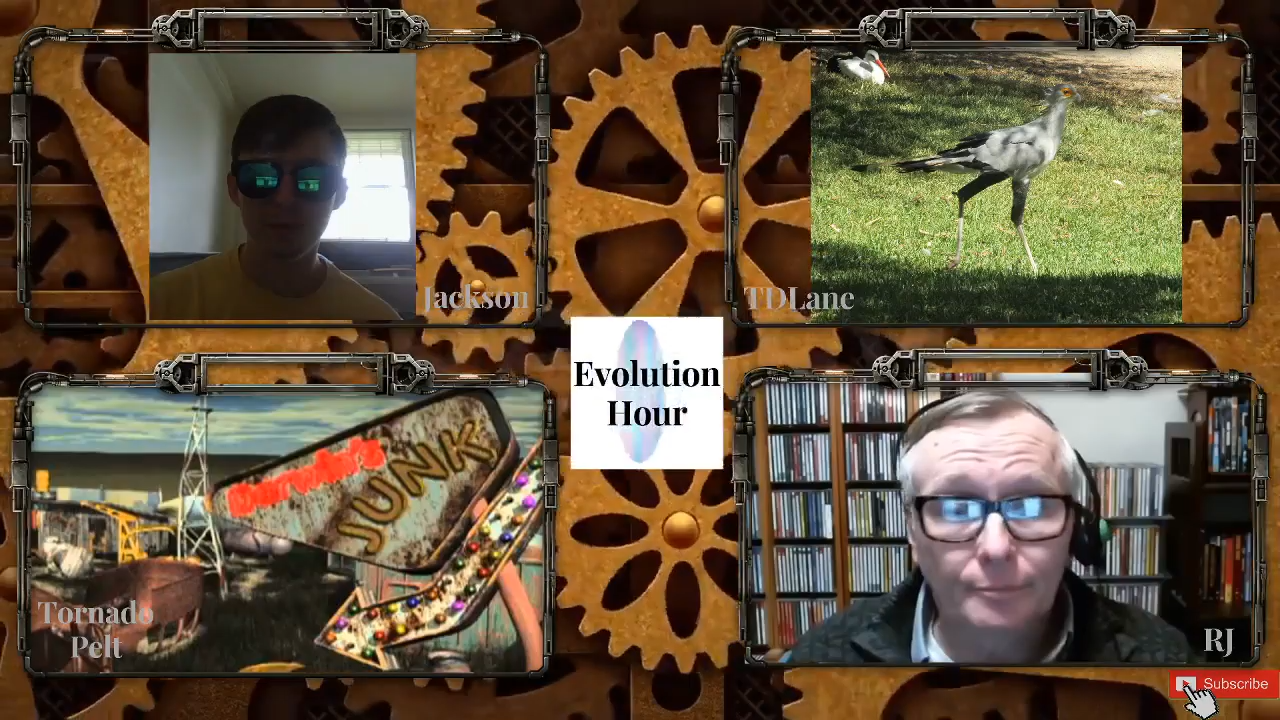 Jackson
TDLane
Evolution
Hour
Darwin's
JUNK
Tornado
Pelt
RJ
Subscribe